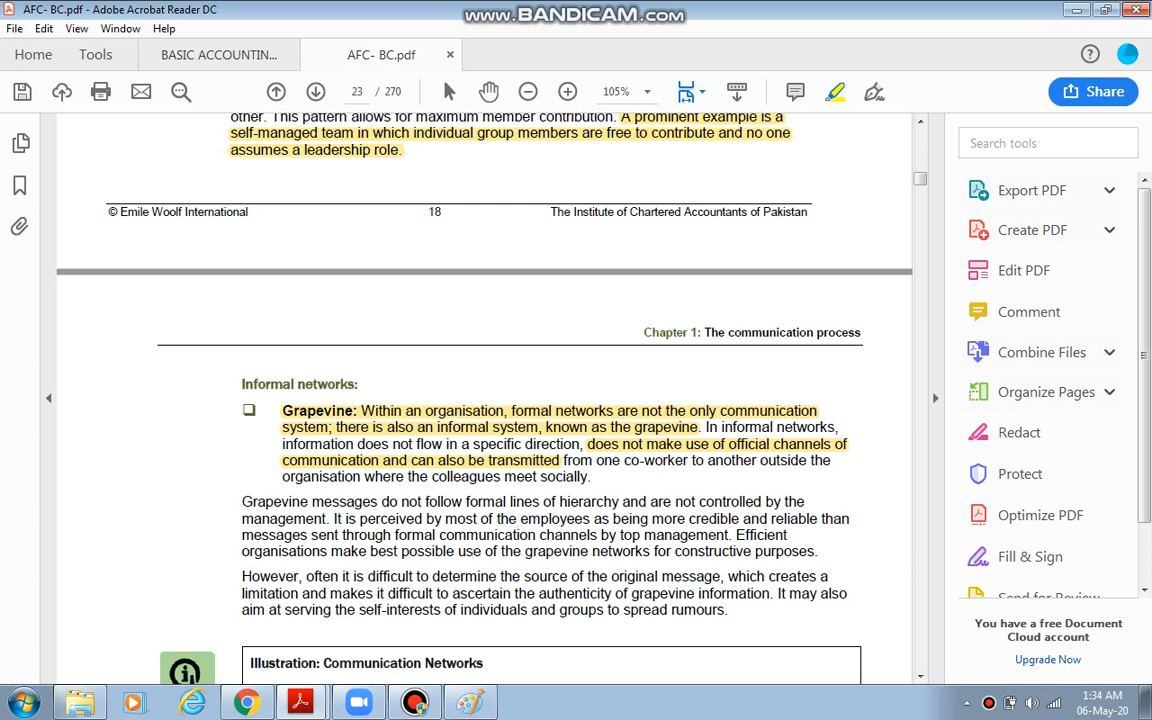 AFC- BC.pdf - Adobe Acrobat Reader DC
www.BANDICAM.com
File Edit View Window Help
Home Tools BASIC ACCOUNTIN... AFC- BC.pdf ×
23 / 270 105% Share
other. This pattern allows for maximum member contribution. A prominent example is a
self-managed team in which individual group members are free to contribute and no one
assumes a leadership role.
© Emile Woolf International 18 The Institute of Chartered Accountants of Pakistan
Chapter 1: The communication process
Informal networks:
Grapevine: Within an organisation, formal networks are not the only communication
system; there is also an informal system, known as the grapevine. In informal networks,
information does not flow in a specific direction, does not make use of official channels of
communication and can also be transmitted from one co-worker to another outside the
organisation where the colleagues meet socially.
Grapevine messages do not follow formal lines of hierarchy and are not controlled by the
management. It is perceived by most of the employees as being more credible and reliable than
messages sent through formal communication channels by top management. Efficient
organisations make best possible use of the grapevine networks for constructive purposes.
However, often it is difficult to determine the source of the original message, which creates a
limitation and makes it difficult to ascertain the authenticity of grapevine information. It may also
aim at serving the self-interests of individuals and groups to spread rumours.
Illustration: Communication Networks
Search tools
Export PDF
Create PDF
Edit PDF
Comment
Combine Files
Organize Pages
Redact
Protect
Optimize PDF
Fill & Sign
Send for Review
You have a free Document
Cloud account
Upgrade Now
1:34 AM
06-May-20